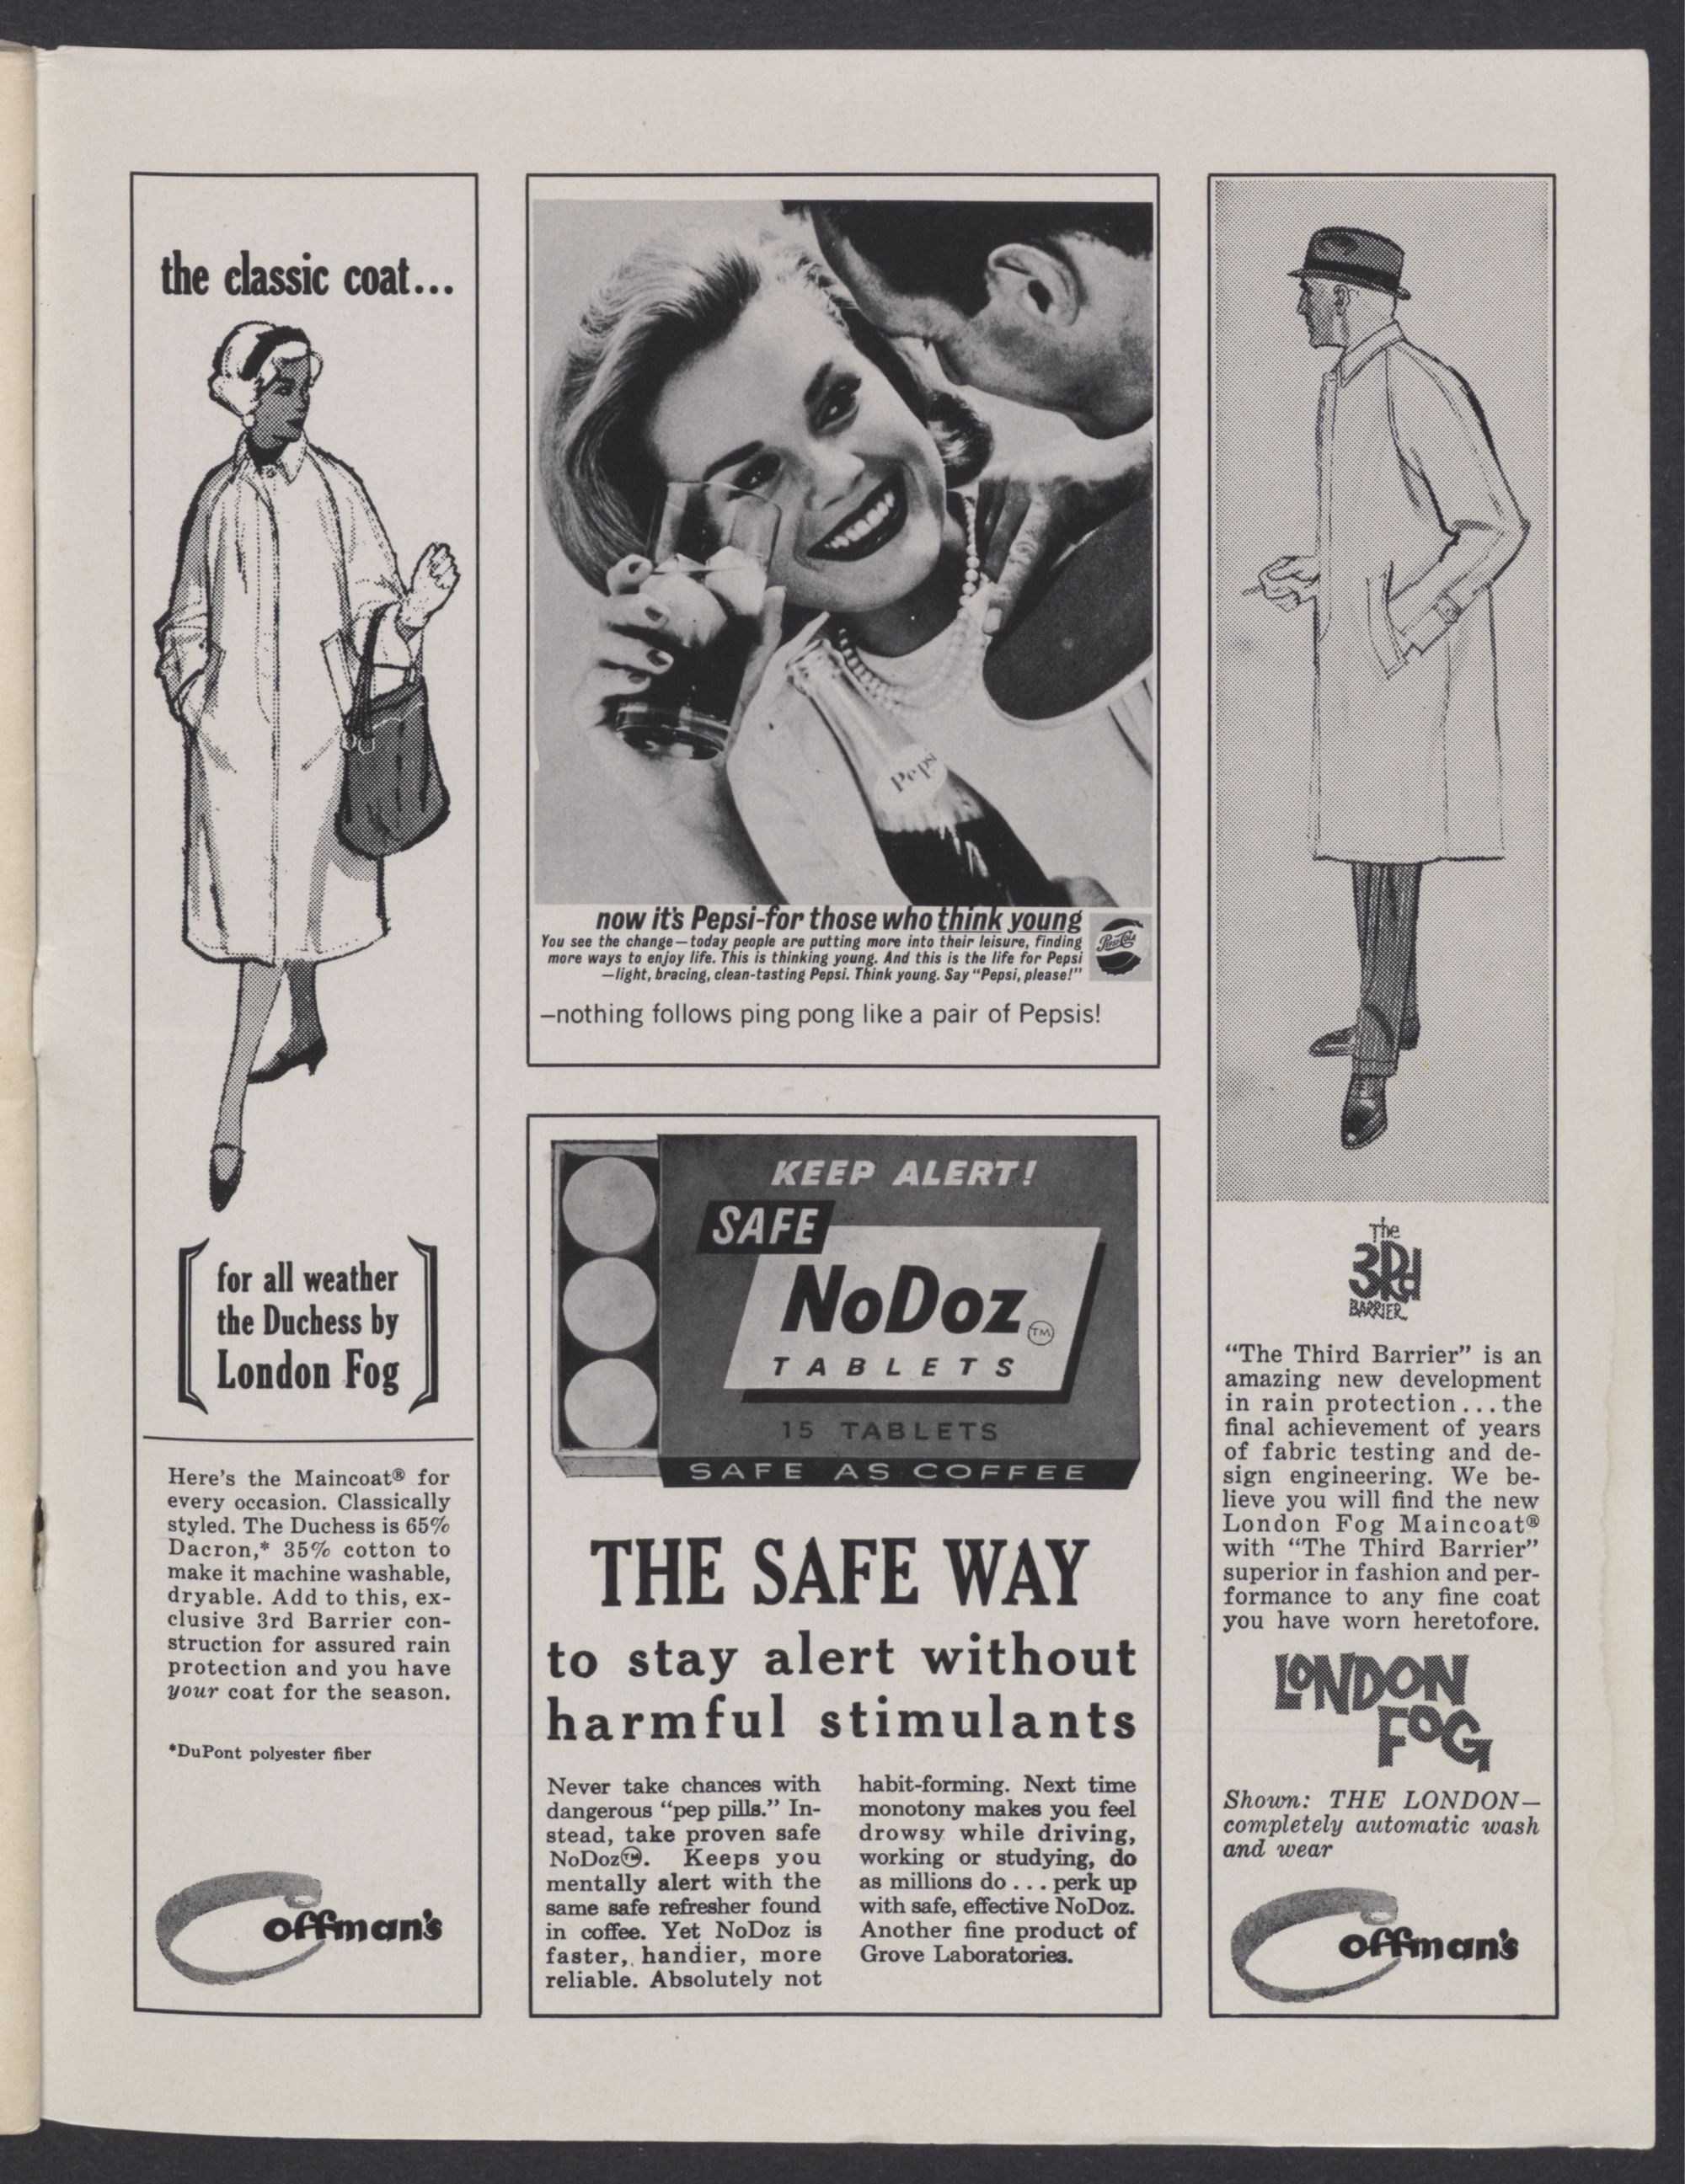 the classic coat...
for all weather
the Duchess by
London Fog
Here's the Maincoat® for
every occasion. Classically
styled. The Duchess is 65%
Dacron,* 35% cotton to
make it machine washable,
dryable. Add to this, ex-
clusive 3rd Barrier con-
struction for assured rain
protection and you have
your coat for the season.
*DuPont polyester fiber
Coffman's
Pepsi
now it's Pepsi-for those who think young
You see the change—today people are putting more into their leisure, finding
more ways to enjoy life. This is thinking young. And this is the life for Pepsi
—light, bracing, clean-tasting Pepsi. Think young. Say "Pepsi, please!"
Pepsi-Cola
—nothing follows ping pong like a pair of Pepsis!
KEEP ALERT!
SAFE
NoDoz™
TABLETS
15 TABLETS
SAFE AS COFFEE
THE SAFE WAY
to stay alert without
harmful stimulants
Never take chances with
dangerous "pep pills." In-
stead, take proven safe
NoDoz™. Keeps you
mentally alert with the
same safe refresher found
in coffee. Yet NoDoz is
faster, handier, more
reliable. Absolutely not
habit-forming. Next time
monotony makes you feel
drowsy while driving,
working or studying, do
as millions do ... perk up
with safe, effective NoDoz.
Another fine product of
Grove Laboratories.
The
3Rd
BARRIER
"The Third Barrier" is an
amazing new development
in rain protection ... the
final achievement of years
of fabric testing and de-
sign engineering. We be-
lieve you will find the new
London Fog Maincoat®
with "The Third Barrier"
superior in fashion and per-
formance to any fine coat
you have worn heretofore.
LONDON
FOG
Shown: THE LONDON—
completely automatic wash
and wear
Coffman's